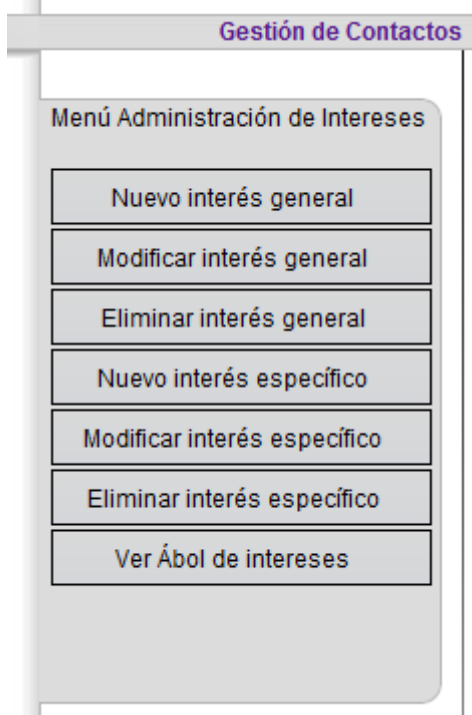 Gestión de Contactos
Menú Administración de Intereses
Nuevo interés general
Modificar interés general
Eliminar interés general
Nuevo interés específico
Modificar interés específico
Eliminar interés específico
Ver Ábol de intereses